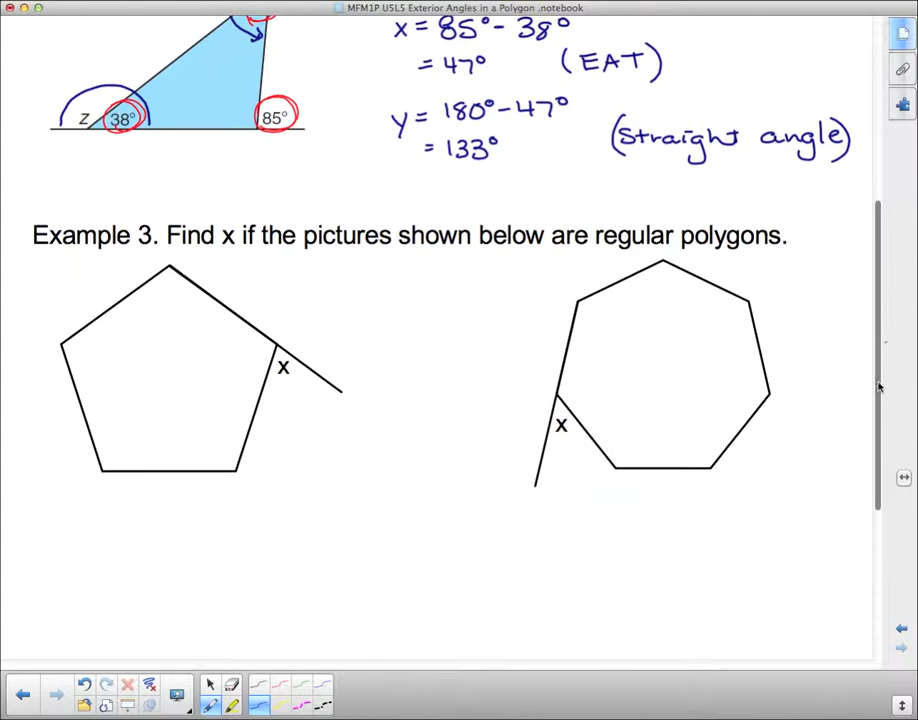 MFM1P U5L5 Exterior Angles in a Polygon .notebook
x = 85° - 38°
= 47° (EAT)
z 38° 85°
y = 180° - 47°
= 133° (straight angle)
Example 3. Find x if the pictures shown below are regular polygons.
x
x